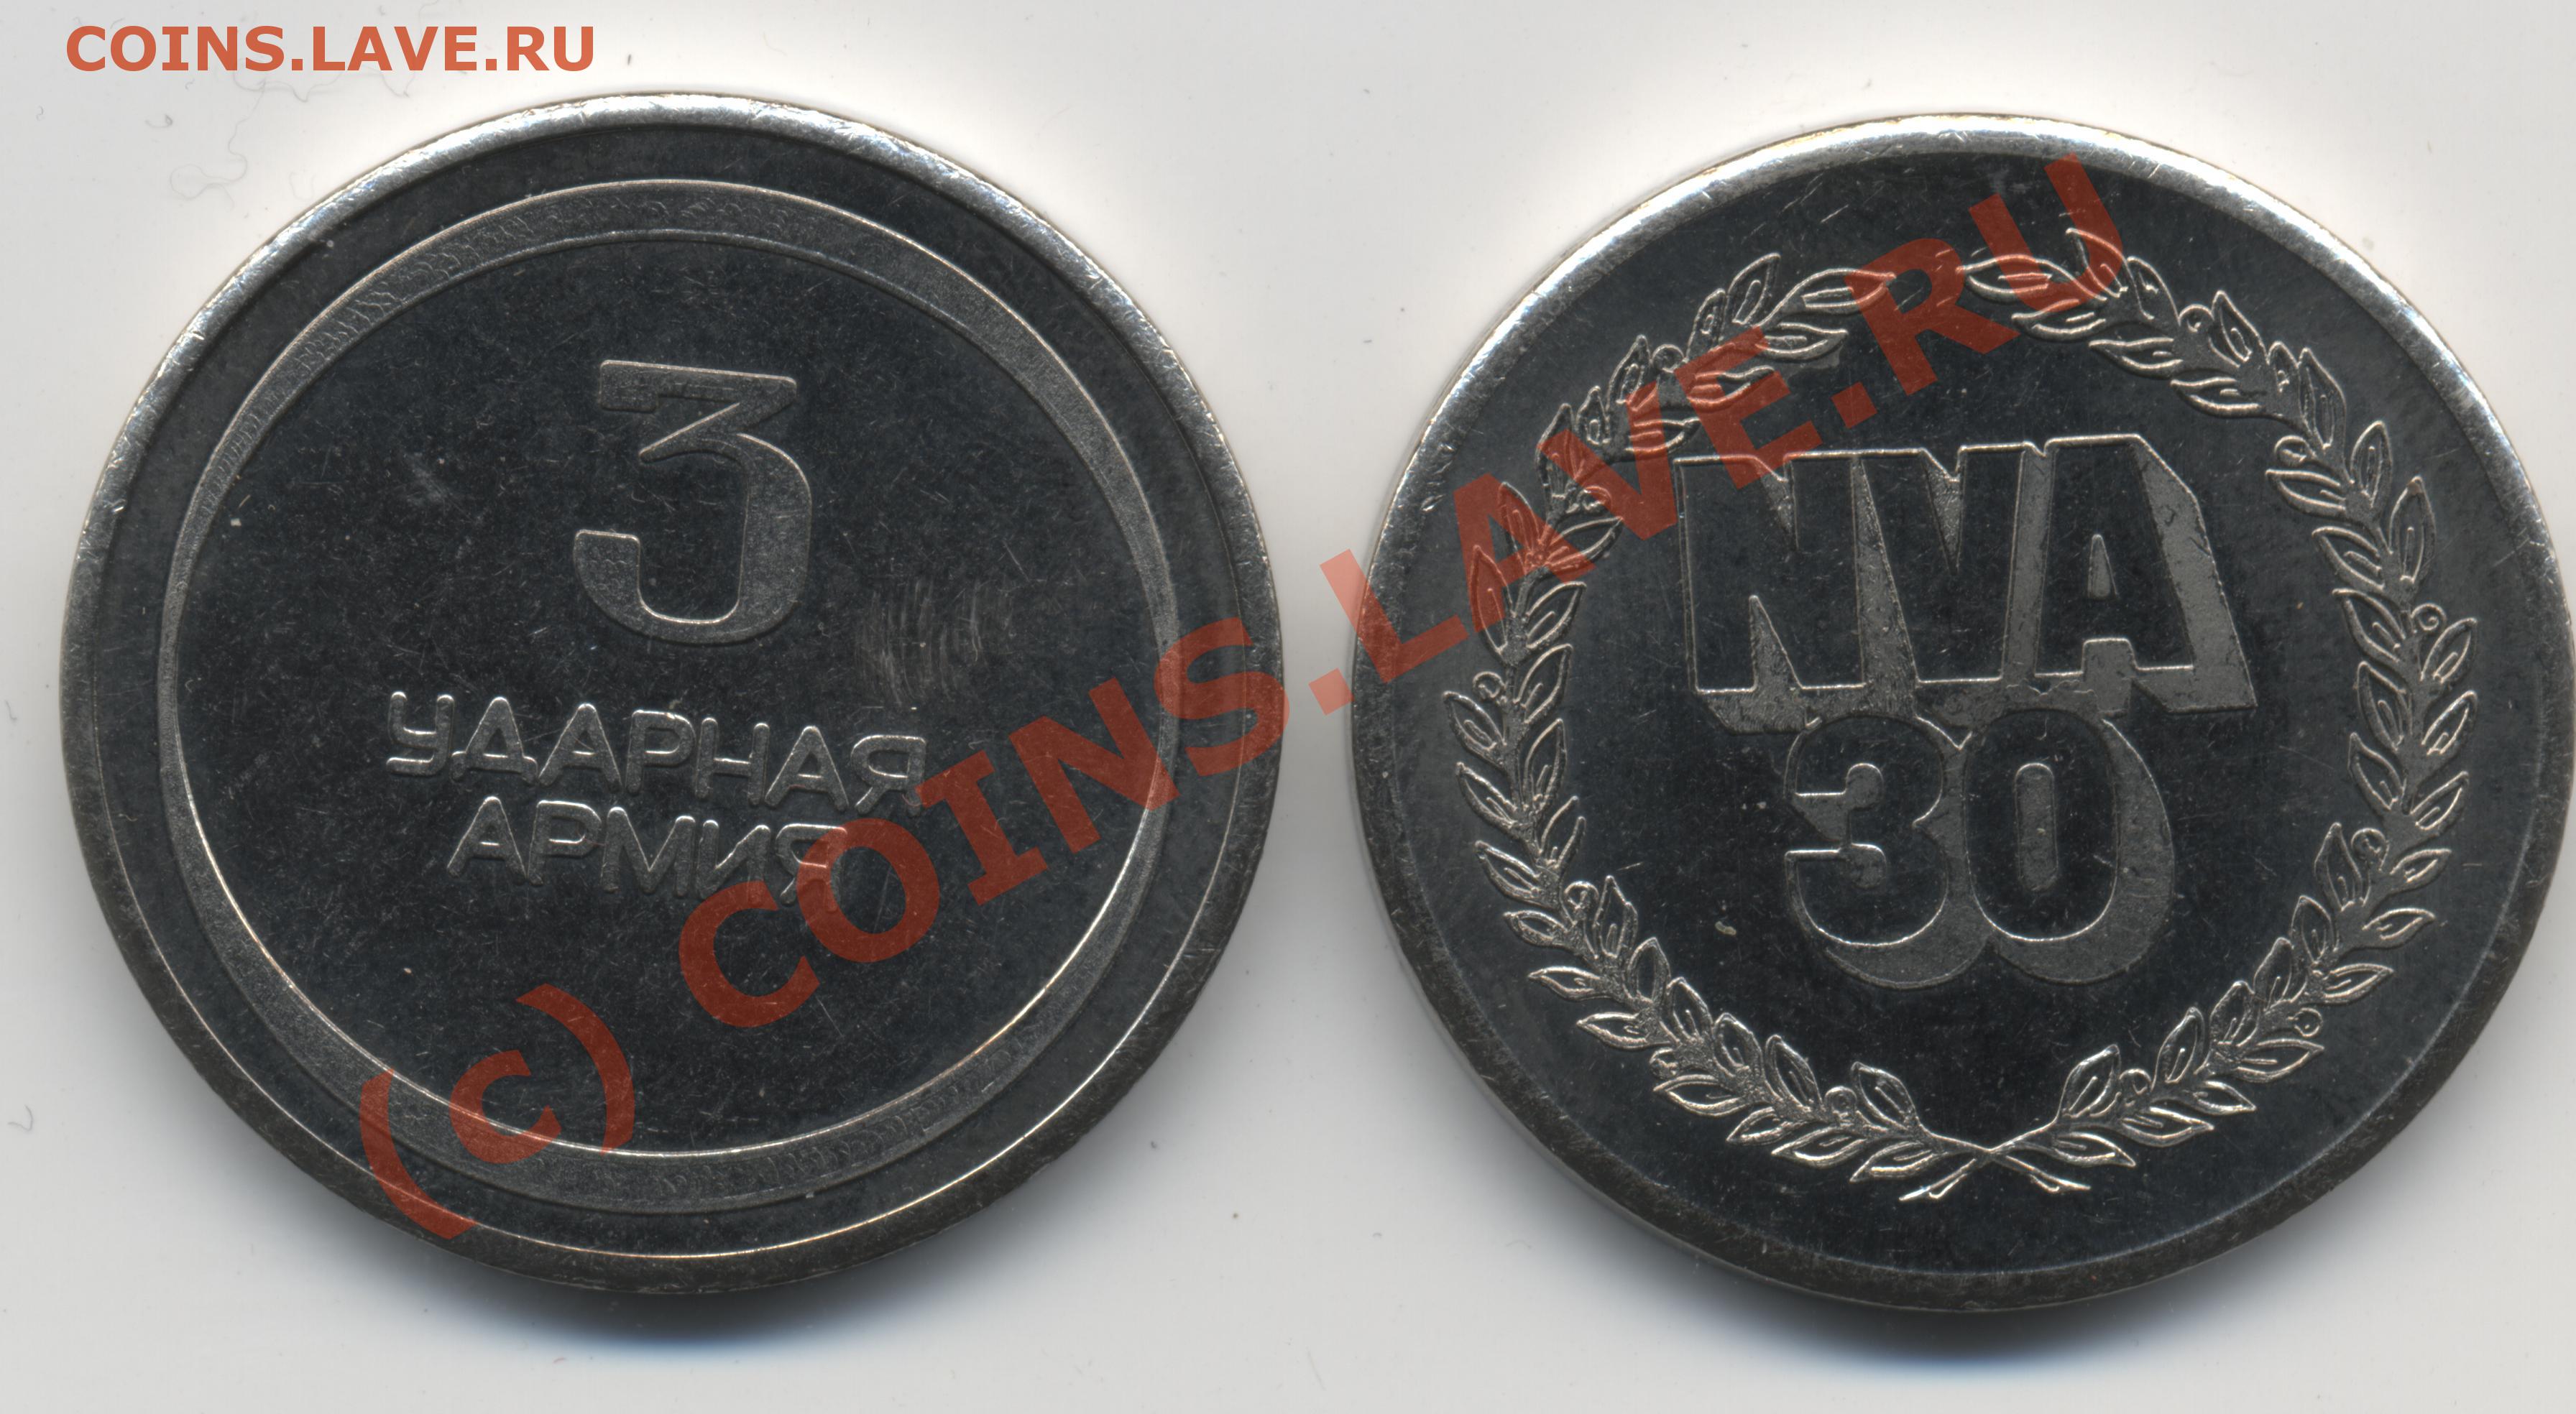 COINS.LAVE.RU
3
УДАРНАЯ
АРМИЯ
NVA
30
(c) COINS.LAVE.RU